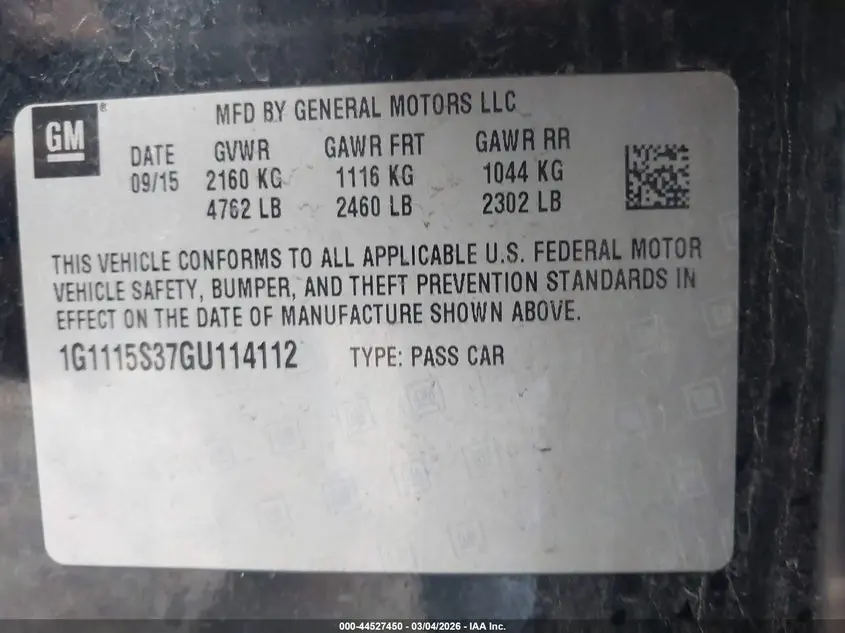 GM®
MFD BY GENERAL MOTORS LLC
DATE GVWR GAWR FRT GAWR RR
09/15 2160 KG 1116 KG 1044 KG
4762 LB 2460 LB 2302 LB
THIS VEHICLE CONFORMS TO ALL APPLICABLE U.S. FEDERAL MOTOR
VEHICLE SAFETY, BUMPER, AND THEFT PREVENTION STANDARDS IN
EFFECT ON THE DATE OF MANUFACTURE SHOWN ABOVE.
1G1115S37GU114112 TYPE: PASS CAR
000-44527450 - 03/04/2026 - IAA Inc.